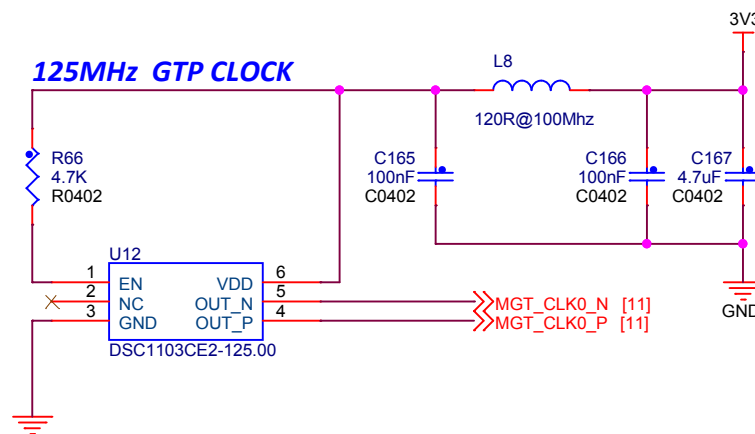 3V3
125MHz GTP CLOCK
L8
120R@100Mhz
R66
4.7K
R0402
C165
100nF
C0402
C166
100nF
C0402
C167
4.7uF
C0402
U12
1 EN VDD 6
2 NC OUT_N 5
3 GND OUT_P 4
DSC1103CE2-125.00
MGT_CLK0_N [11]
MGT_CLK0_P [11]
GND